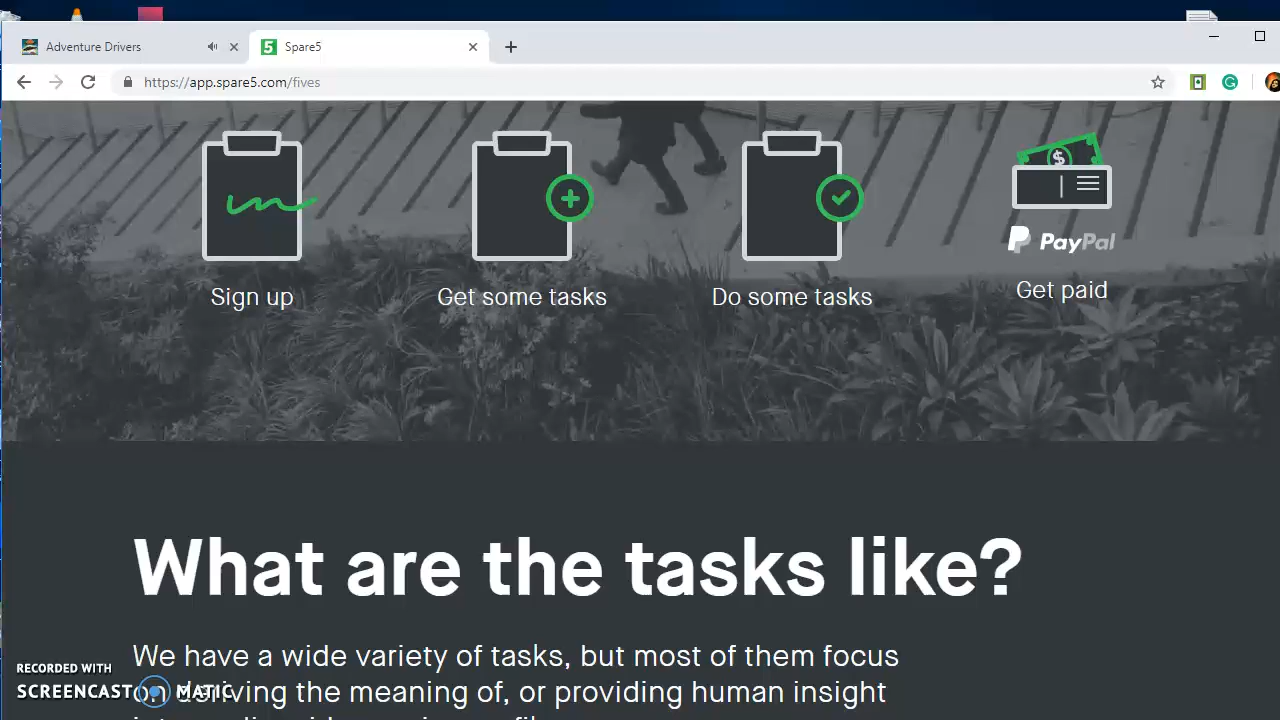 Adventure Drivers
Spare5
https://app.spare5.com/fives
PayPal
Sign up
Get some tasks
Do some tasks
Get paid
What are the tasks like?
We have a wide variety of tasks, but most of them focus
on deriving the meaning of, or providing human insight
RECORDED WITH
SCREENCAST MATIC